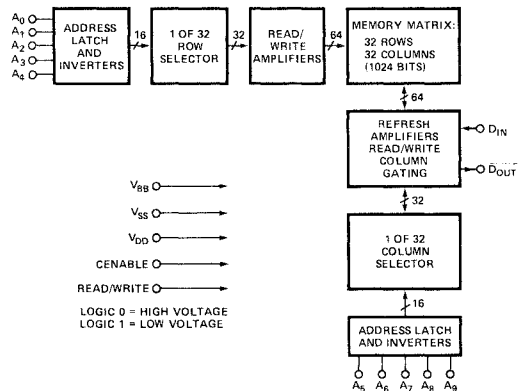 A0
A1
A2
A3
A4
ADDRESS
LATCH
AND
INVERTERS
16
1 OF 32
ROW
SELECTOR
32
READ/
WRITE
AMPLIFIERS
64
MEMORY MATRIX:
32 ROWS
32 COLUMNS
(1024 BITS)
64
REFRESH
AMPLIFIERS
READ/WRITE
COLUMN
GATING
DIN
DOUT
32
1 OF 32
COLUMN
SELECTOR
16
ADDRESS LATCH
AND INVERTERS
A5 A6 A7 A8 A9
VBB
VSS
VDD
CENABLE
READ/WRITE
LOGIC 0 = HIGH VOLTAGE
LOGIC 1 = LOW VOLTAGE